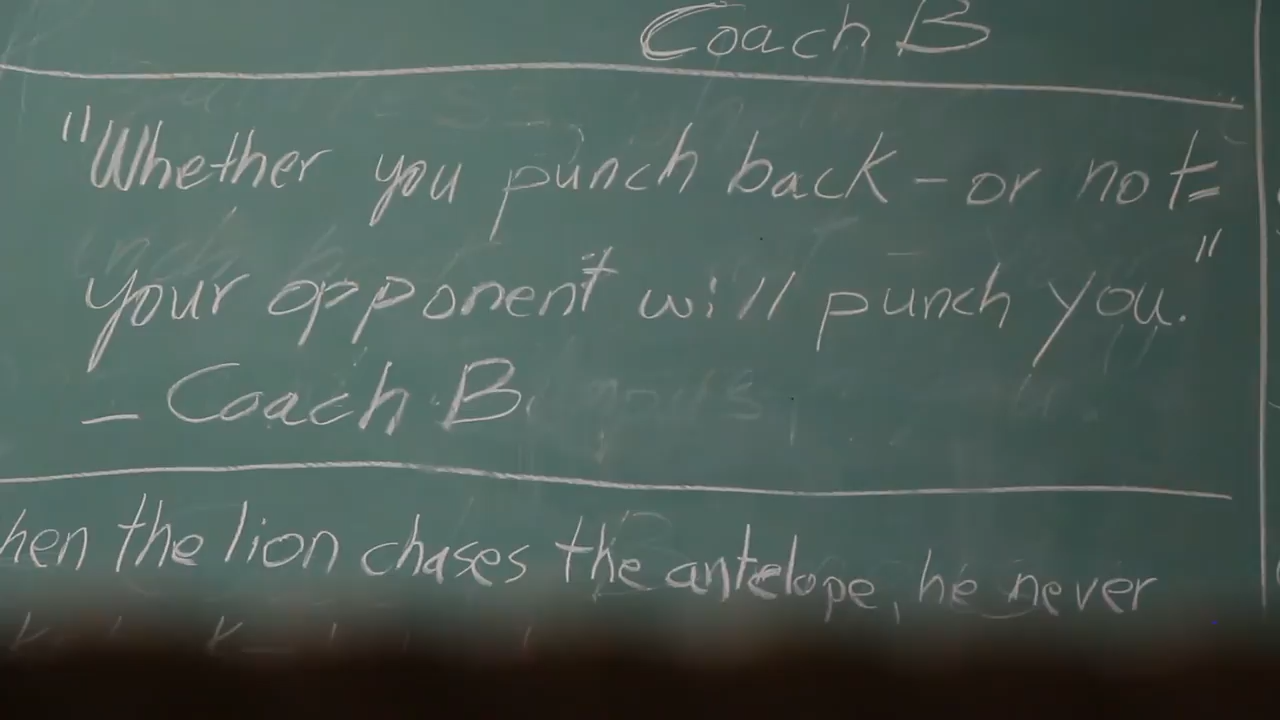 Coach B
"Whether you punch back - or not -
your opponent will punch you."
- Coach B
hen the lion chases the antelope, he never